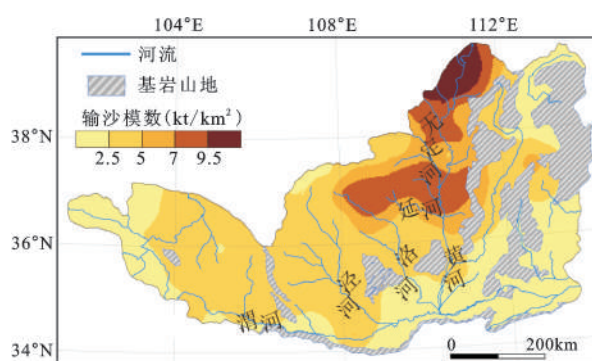 104°E 108°E 112°E
河流
基岩山地
输沙模数(kt/km²)
2.5 5 7 9.5
38°N
36°N
34°N
无定河
延河
洛河
黄河
泾河
渭河
0 200km